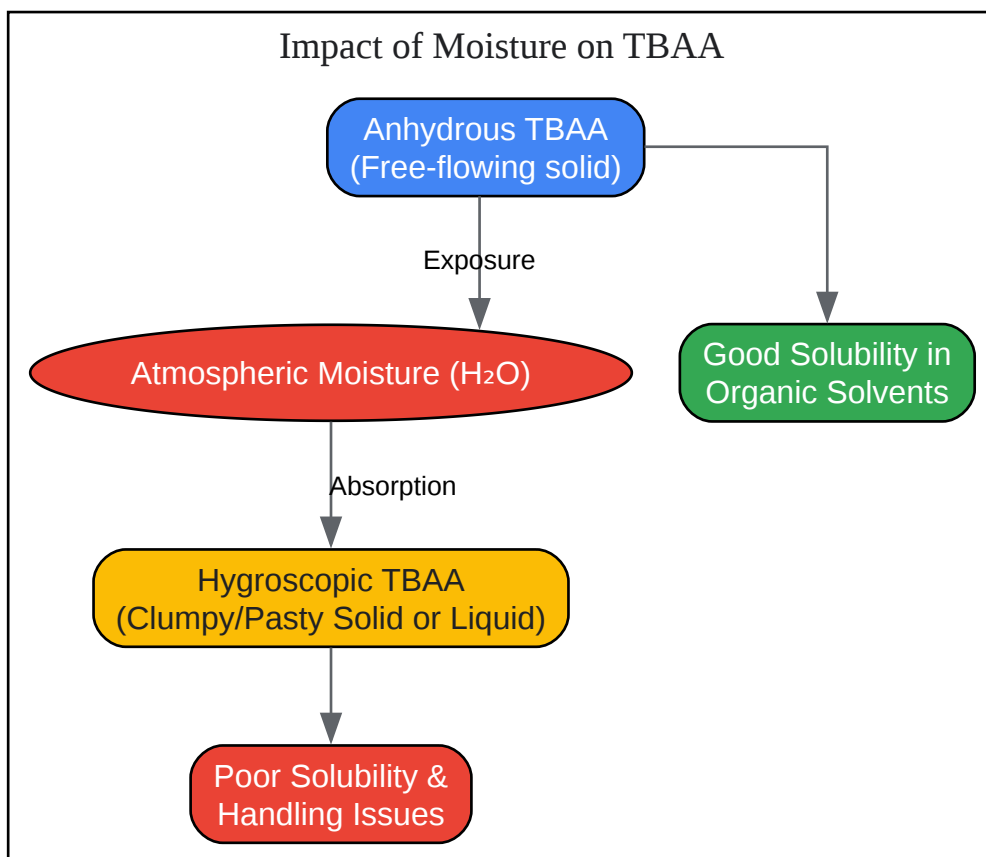 Impact of Moisture on TBAA
Anhydrous TBAA
(Free-flowing solid)
Exposure
Atmospheric Moisture (H₂O)
Good Solubility in
Organic Solvents
Absorption
Hygroscopic TBAA
(Clumpy/Pasty Solid or Liquid)
Poor Solubility &
Handling Issues